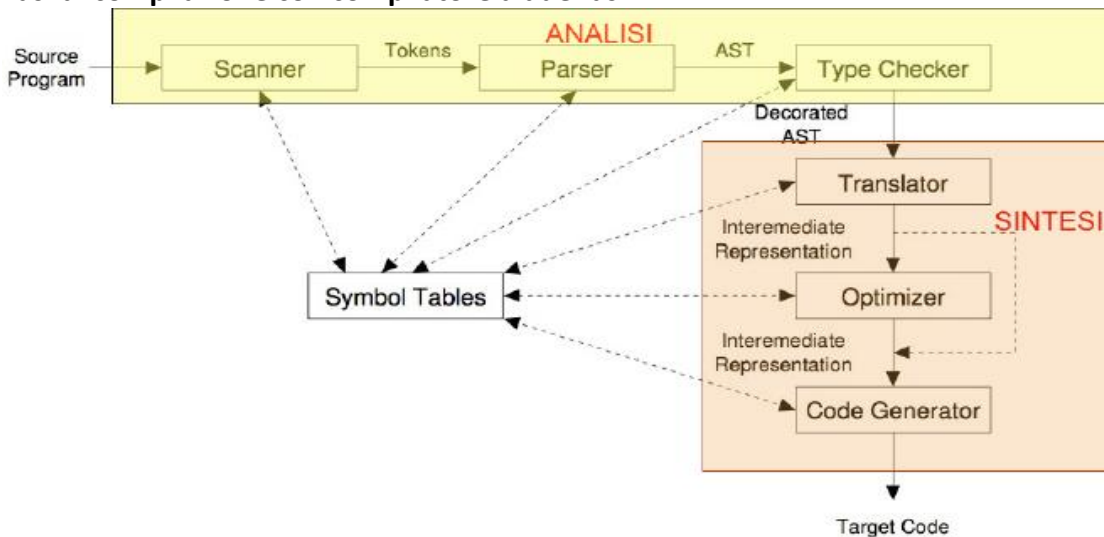 ANALISI
Source
Program
Scanner
Tokens
Parser
AST
Type Checker
Decorated
AST
Translator
SINTESI
Interemediate
Representation
Symbol Tables
Optimizer
Interemediate
Representation
Code Generator
Target Code